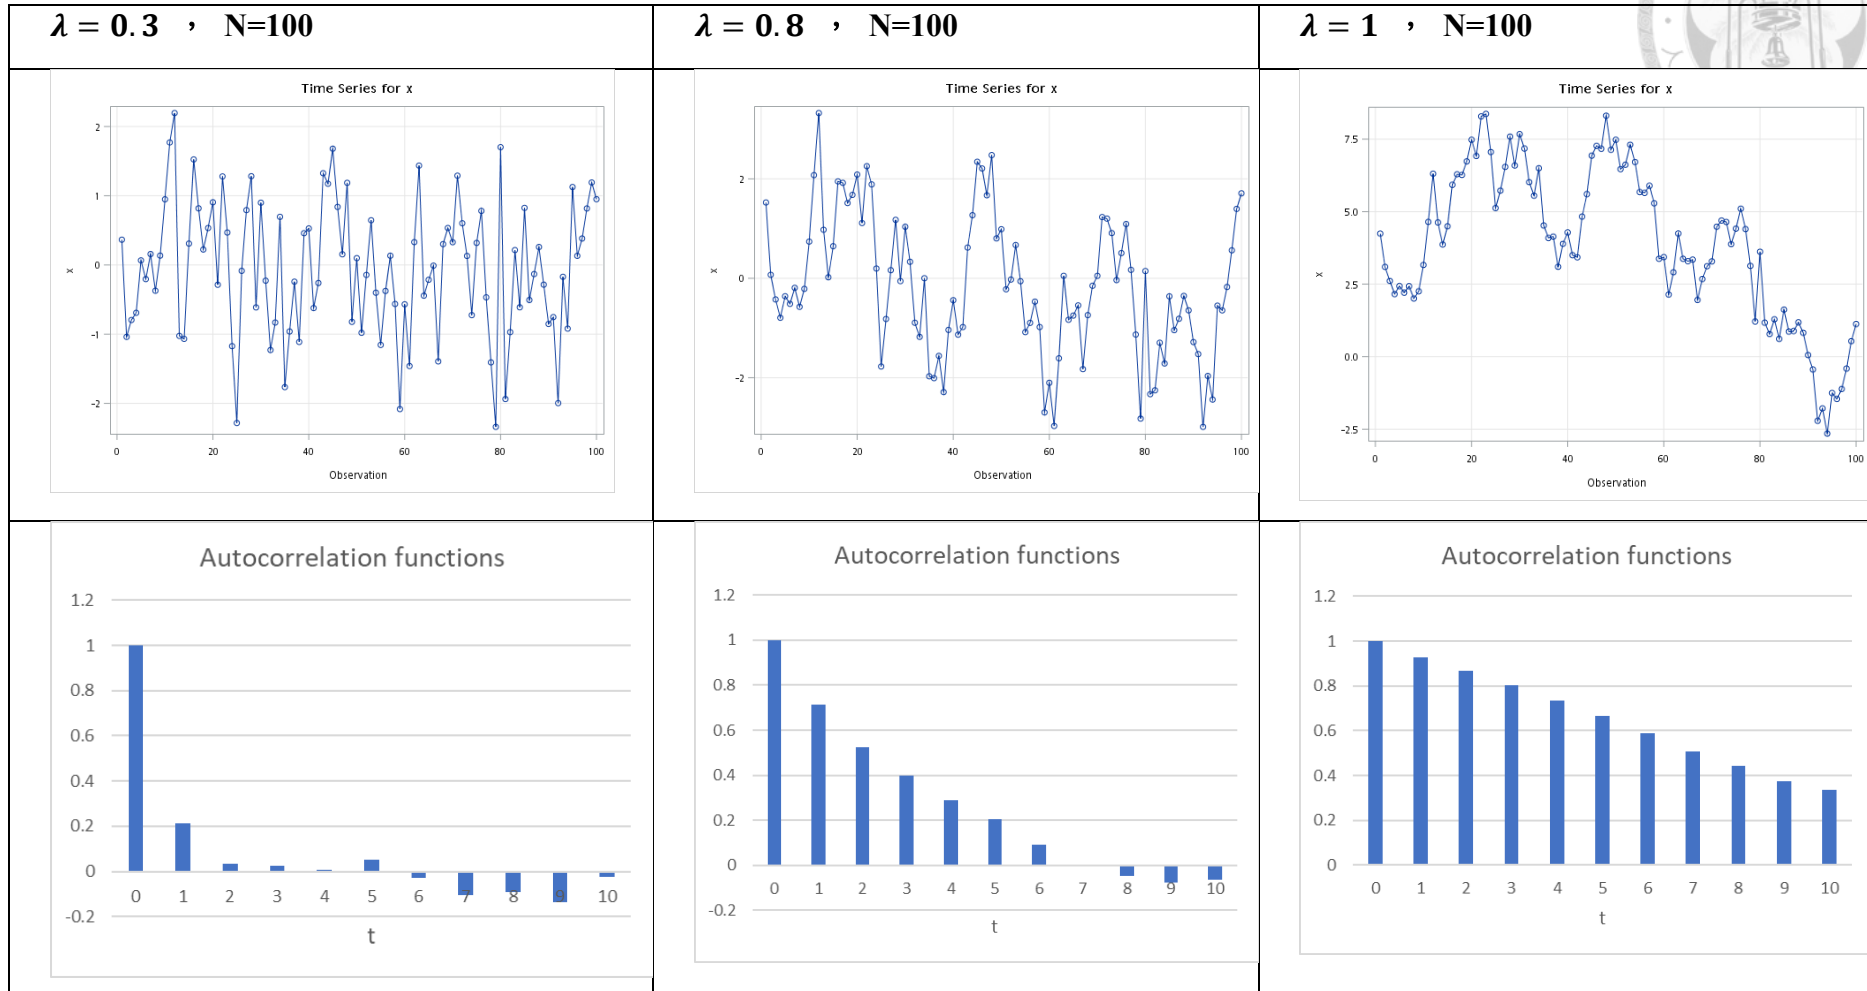 λ = 0.3 , N=100
λ = 0.8 , N=100
λ = 1 , N=100
Time Series for x
2
1
0
-1
-2
x
0 20 40 60 80 100
Observation
Time Series for x
2
0
-2
x
0 20 40 60 80 100
Observation
Time Series for x
7.5
5.0
2.5
0.0
-2.5
x
0 20 40 60 80 100
Observation
Autocorrelation functions
1.2
1
0.8
0.6
0.4
0.2
0
-0.2
0 1 2 3 4 5 6 7 8 9 10
t
Autocorrelation functions
1.2
1
0.8
0.6
0.4
0.2
0
-0.2
0 1 2 3 4 5 6 7 8 9 10
t
Autocorrelation functions
1.2
1
0.8
0.6
0.4
0.2
0
0 1 2 3 4 5 6 7 8 9 10
t